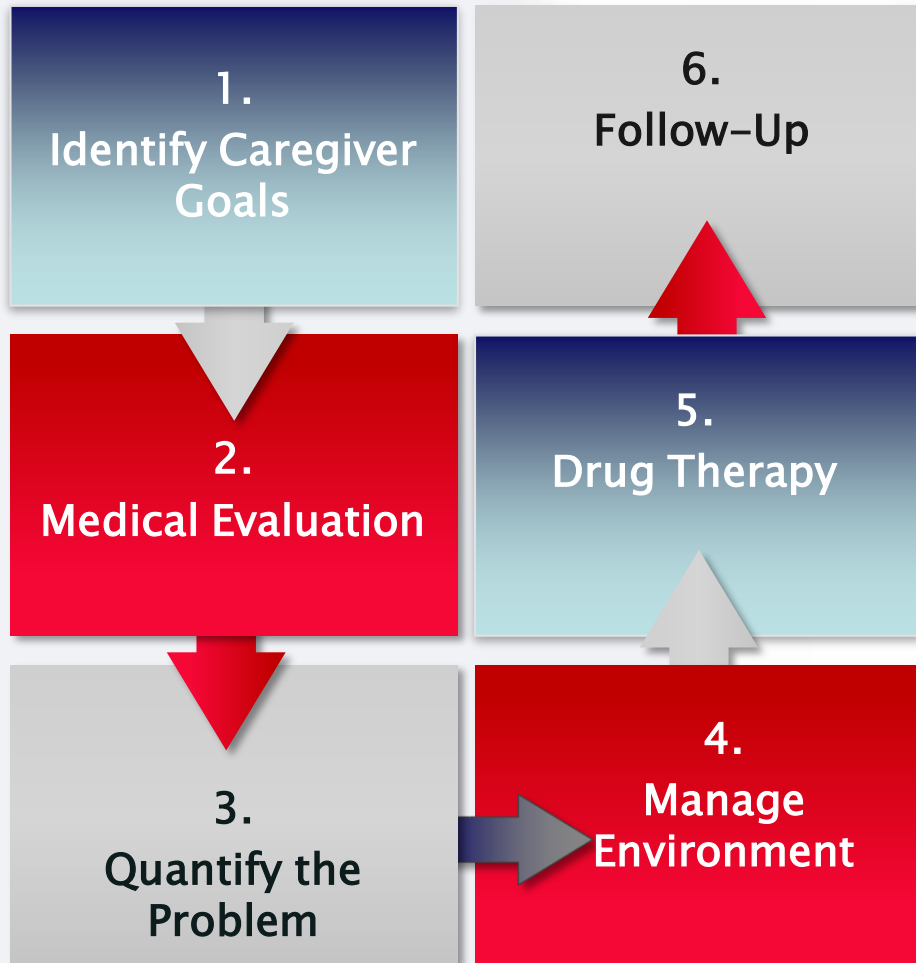 1.
Identify Caregiver
Goals
2.
Medical Evaluation
3.
Quantify the
Problem
4.
Manage
Environment
5.
Drug Therapy
6.
Follow-Up